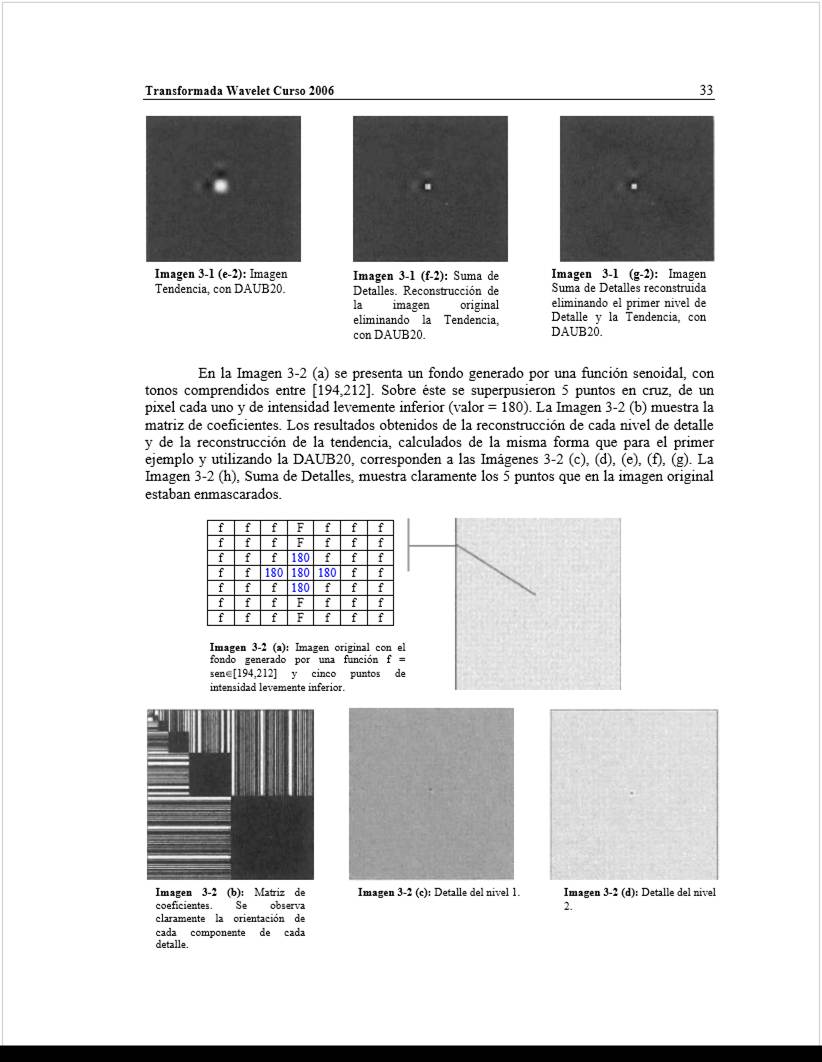 Transformada Wavelet Curso 2006 33
Imagen 3-1 (e-2): Imagen
Tendencia, con DAUB20.
Imagen 3-1 (f-2): Suma de
Detalles. Reconstrucción de
la imagen original
eliminando la Tendencia,
con DAUB20.
Imagen 3-1 (g-2): Imagen
Suma de Detalles reconstruida
eliminando el primer nivel de
Detalle y la Tendencia, con
DAUB20.
En la Imagen 3-2 (a) se presenta un fondo generado por una función senoidal, con
tonos comprendidos entre [194,212]. Sobre éste se superpusieron 5 puntos en cruz, de un
pixel cada uno y de intensidad levemente inferior (valor = 180). La Imagen 3-2 (b) muestra la
matriz de coeficientes. Los resultados obtenidos de la reconstrucción de cada nivel de detalle
y de la reconstrucción de la tendencia, calculados de la misma forma que para el primer
ejemplo y utilizando la DAUB20, corresponden a las Imágenes 3-2 (c), (d), (e), (f), (g). La
Imagen 3-2 (h), Suma de Detalles, muestra claramente los 5 puntos que en la imagen original
estaban enmascarados.
f f f F f f f
f f f F f f f
f f f 180 f f f
f f 180 180 180 f f
f f f 180 f f f
f f f F f f f
f f f F f f f
Imagen 3-2 (a): Imagen original con el
fondo generado por una función f =
sen∈[194,212] y cinco puntos de
intensidad levemente inferior.
Imagen 3-2 (b): Matriz de
coeficientes. Se observa
claramente la orientación de
cada componente de cada
detalle.
Imagen 3-2 (c): Detalle del nivel 1.
Imagen 3-2 (d): Detalle del nivel
2.